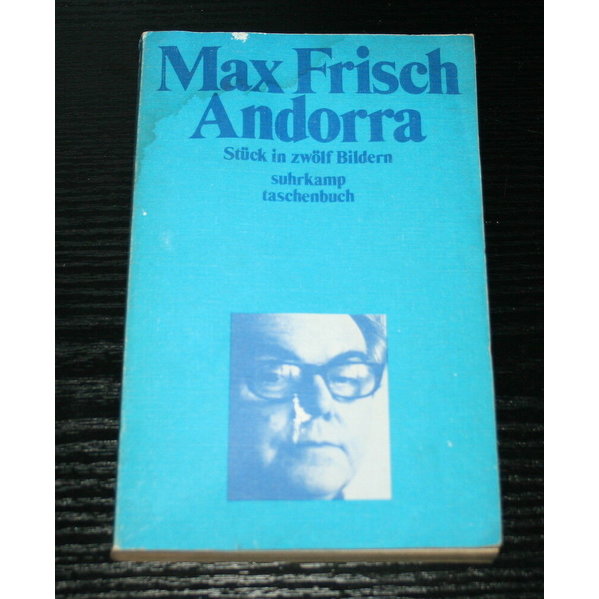 Max Frisch
Andorra
Stück in zwölf Bildern
suhrkamp
taschenbuch